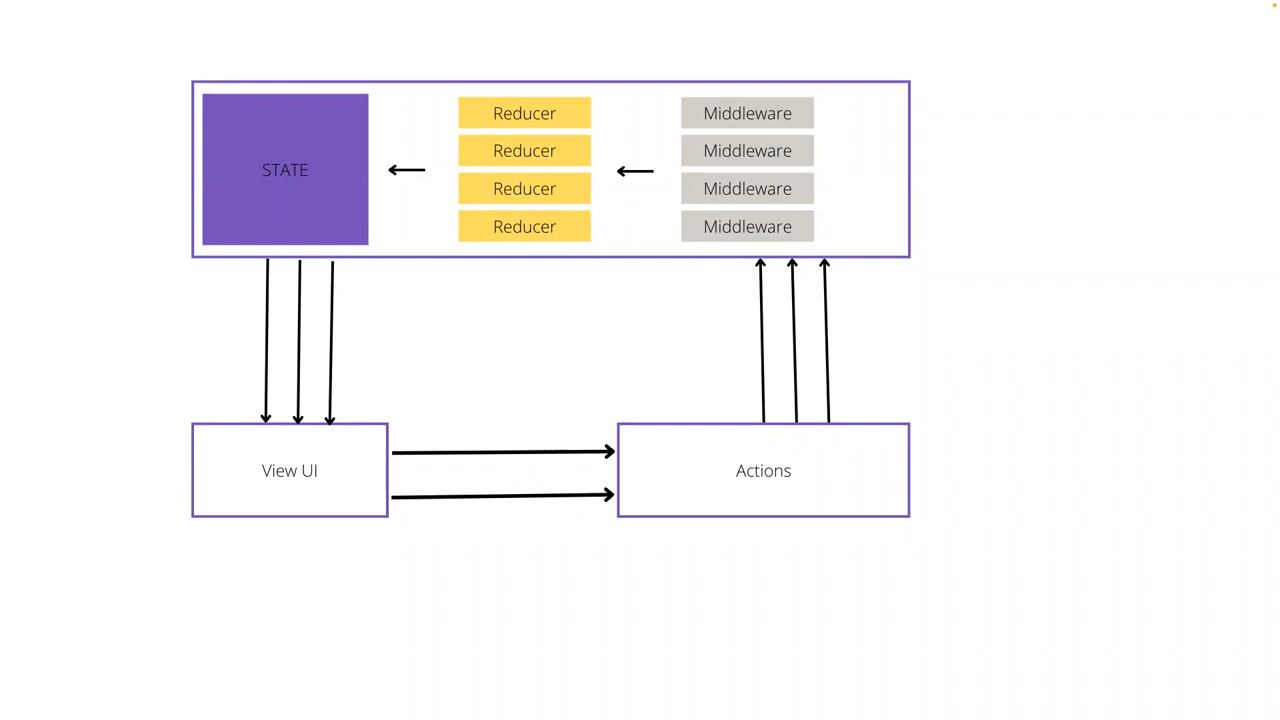 STATE
Reducer
Reducer
Reducer
Reducer
Middleware
Middleware
Middleware
Middleware
View UI
Actions